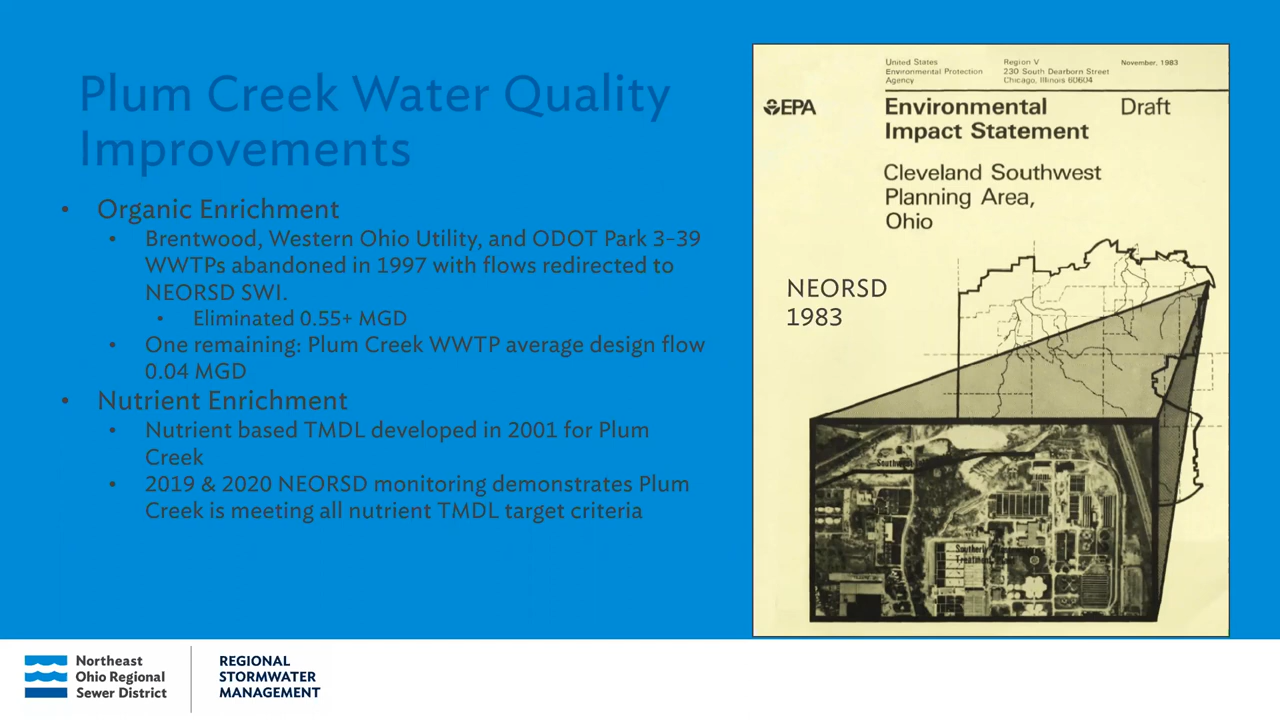 Plum Creek Water Quality
Improvements
• Organic Enrichment
• Brentwood, Western Ohio Utility, and ODOT Park 3-39
WWTPs abandoned in 1997 with flows redirected to
NEORSD SWI.
• Eliminated 0.55+ MGD
• One remaining: Plum Creek WWTP average design flow
0.04 MGD
• Nutrient Enrichment
• Nutrient based TMDL developed in 2001 for Plum
Creek
• 2019 & 2020 NEORSD monitoring demonstrates Plum
Creek is meeting all nutrient TMDL target criteria
United States
Environmental Protection
Agency
Region V
230 South Dearborn Street
Chicago, Illinois 60604
November, 1983
EPA
Environmental
Impact Statement
Draft
Cleveland Southwest
Planning Area,
Ohio
NEORSD
1983
Northeast
Ohio Regional
Sewer District
REGIONAL
STORMWATER
MANAGEMENT